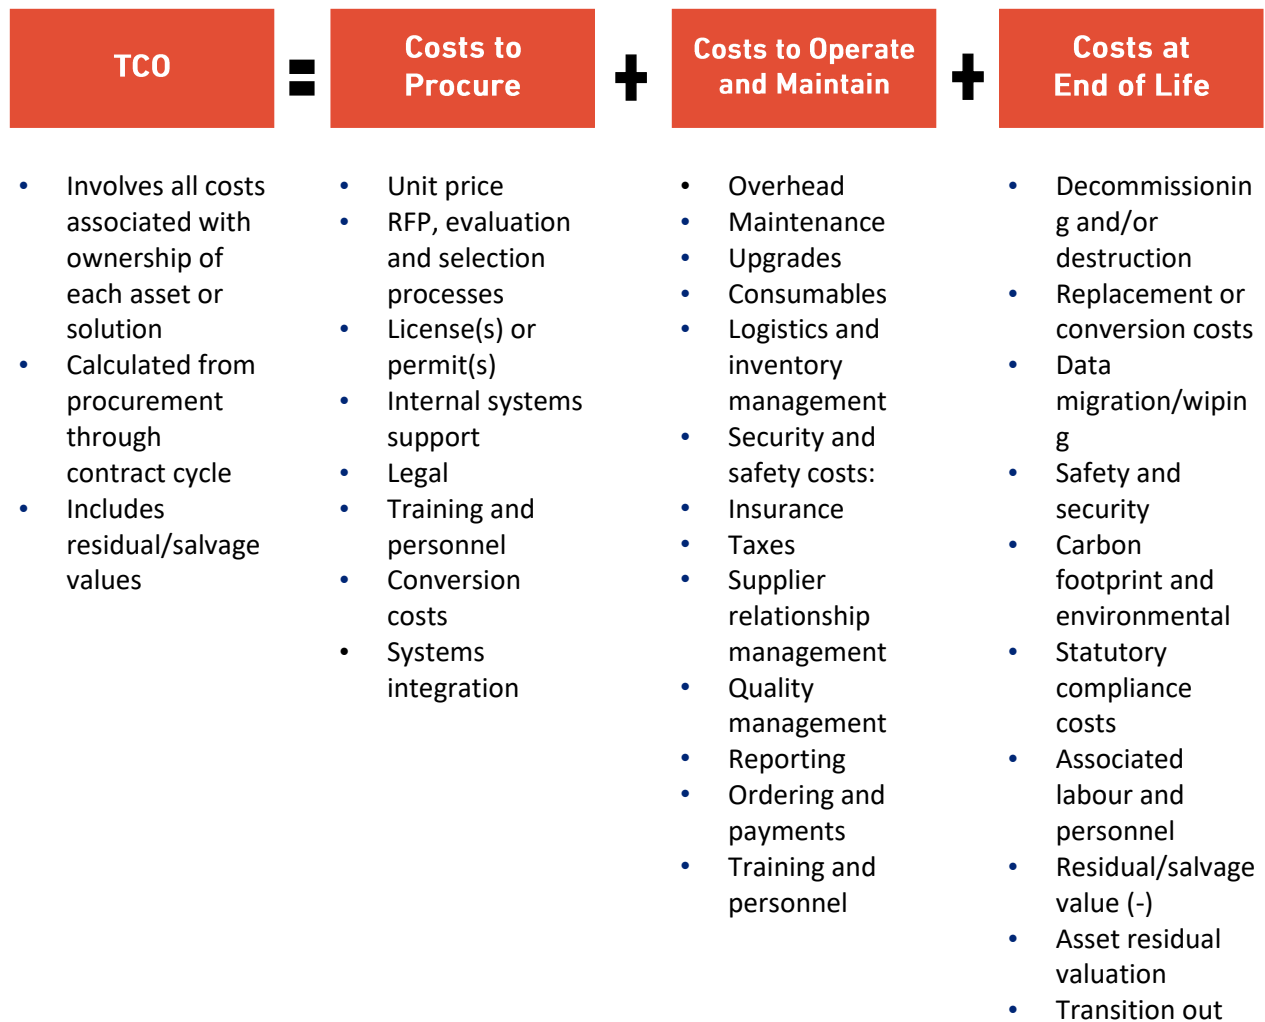 TCO
=
Costs to
Procure
+
Costs to Operate
and Maintain
+
Costs at
End of Life
• Involves all costs
associated with
ownership of
each asset or
solution
• Calculated from
procurement
through
contract cycle
• Includes
residual/salvage
values
• Unit price
• RFP, evaluation
and selection
processes
• License(s) or
permit(s)
• Internal systems
support
• Legal
• Training and
personnel
• Conversion
costs
• Systems
integration
• Overhead
• Maintenance
• Upgrades
• Consumables
• Logistics and
inventory
management
• Security and
safety costs:
• Insurance
• Taxes
• Supplier
relationship
management
• Quality
management
• Reporting
• Ordering and
payments
• Training and
personnel
• Decommissionin
g and/or
destruction
• Replacement or
conversion costs
• Data
migration/wipin
g
• Safety and
security
• Carbon
footprint and
environmental
• Statutory
compliance
costs
• Associated
labour and
personnel
• Residual/salvage
value (-)
• Asset residual
valuation
• Transition out